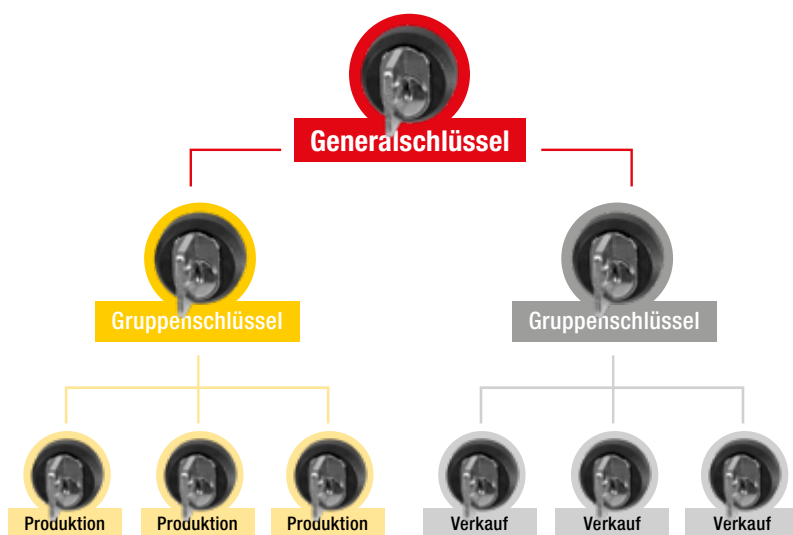 Generalschlüssel
Gruppenschlüssel
Gruppenschlüssel
Produktion
Produktion
Produktion
Verkauf
Verkauf
Verkauf